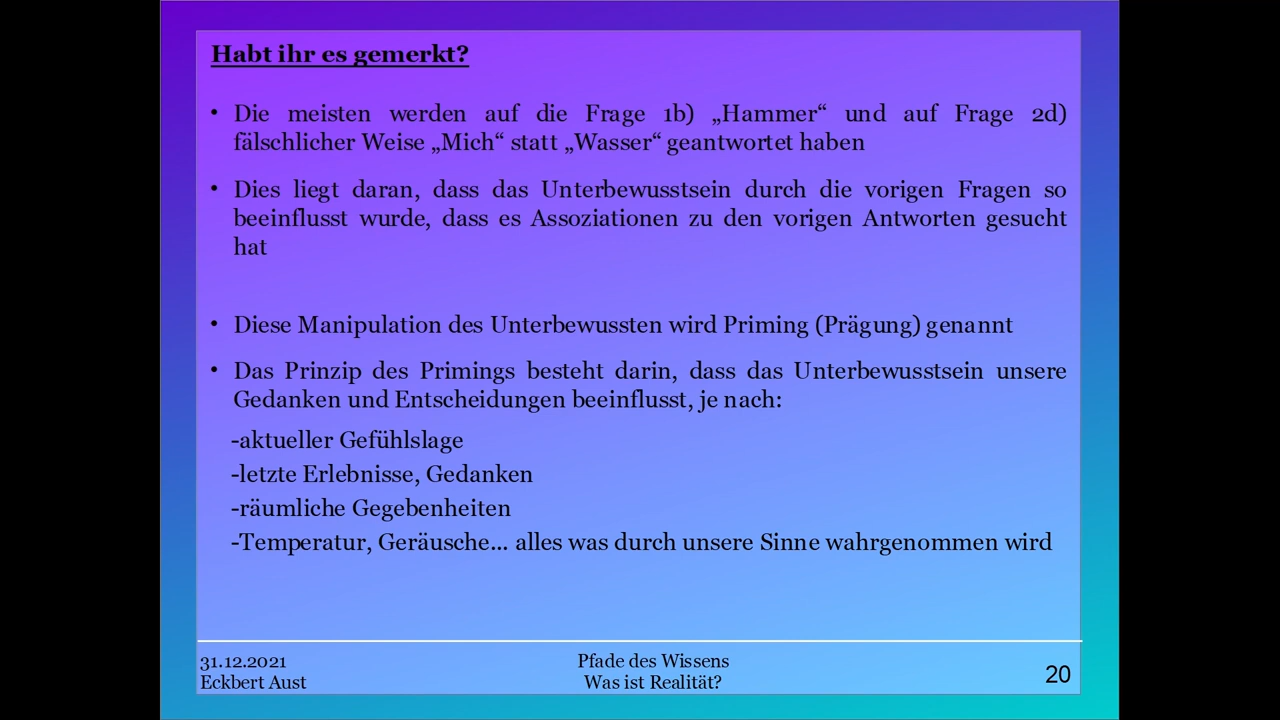 Habt ihr es gemerkt?
• Die meisten werden auf die Frage 1b) „Hammer“ und auf Frage 2d)
fälschlicher Weise „Mich“ statt „Wasser“ geantwortet haben
• Dies liegt daran, dass das Unterbewusstsein durch die vorigen Fragen so
beeinflusst wurde, dass es Assoziationen zu den vorigen Antworten gesucht
hat
• Diese Manipulation des Unterbewussten wird Priming (Prägung) genannt
• Das Prinzip des Primings besteht darin, dass das Unterbewusstsein unsere
Gedanken und Entscheidungen beeinflusst, je nach:
-aktueller Gefühlslage
-letzte Erlebnisse, Gedanken
-räumliche Gegebenheiten
-Temperatur, Geräusche... alles was durch unsere Sinne wahrgenommen wird
31.12.2021
Eckbert Aust
Pfade des Wissens
Was ist Realität?
20